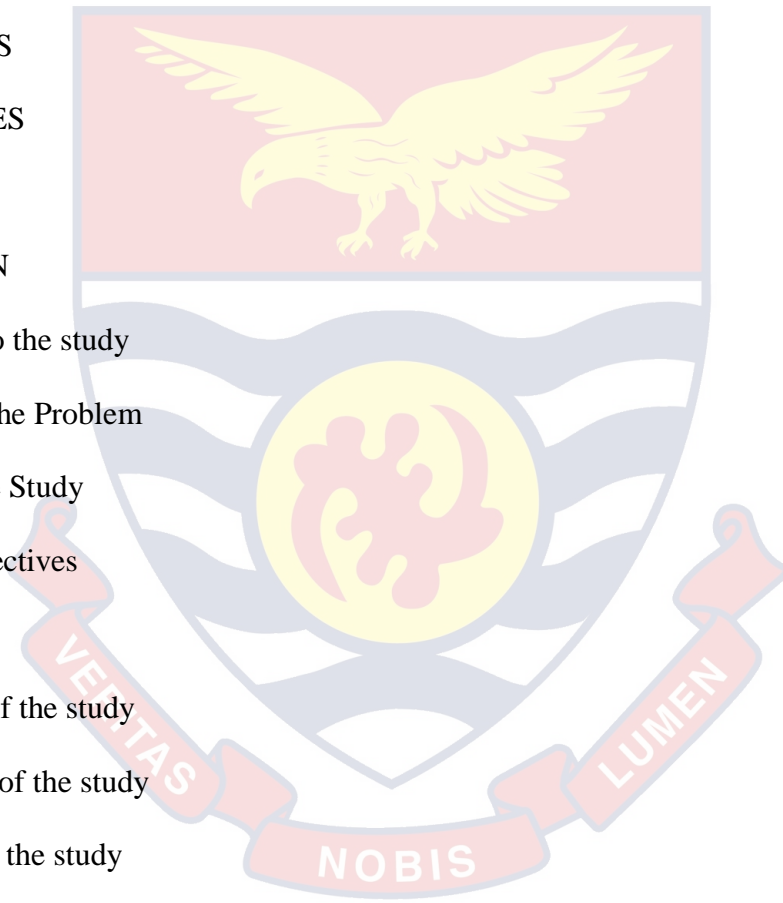 S
ES
N
o the study
he Problem
Study
ectives
f the study
of the study
the study
VERITAS
NOBIS
LUMEN